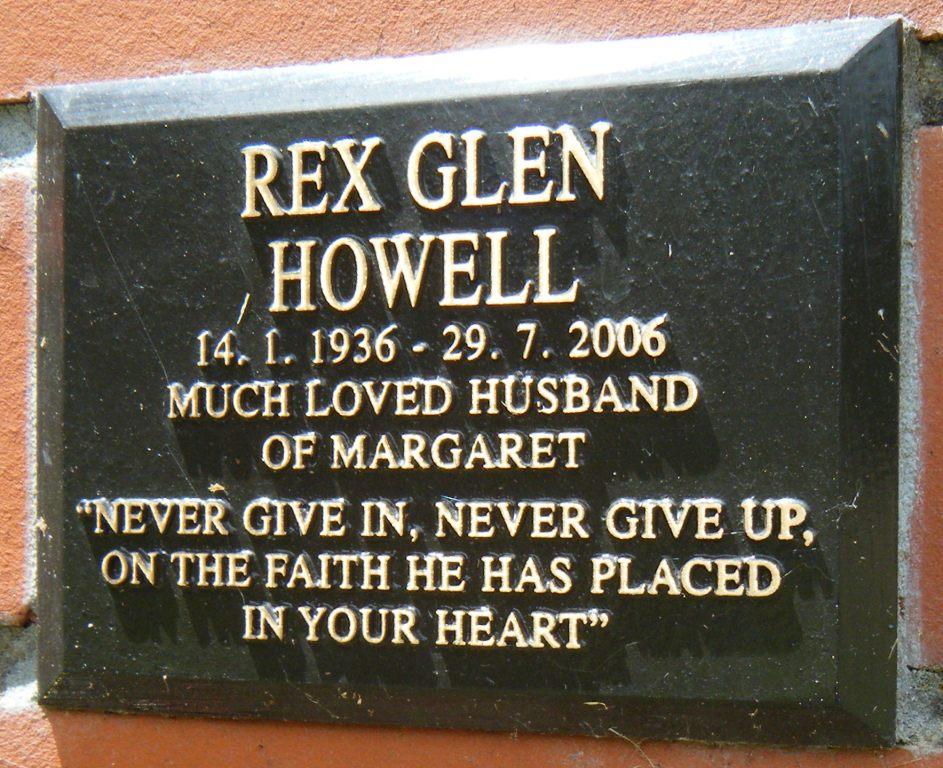 REX GLEN
HOWELL
14. 1. 1936 - 29. 7. 2006
MUCH LOVED HUSBAND
OF MARGARET
“NEVER GIVE IN, NEVER GIVE UP,
ON THE FAITH HE HAS PLACED
IN YOUR HEART”